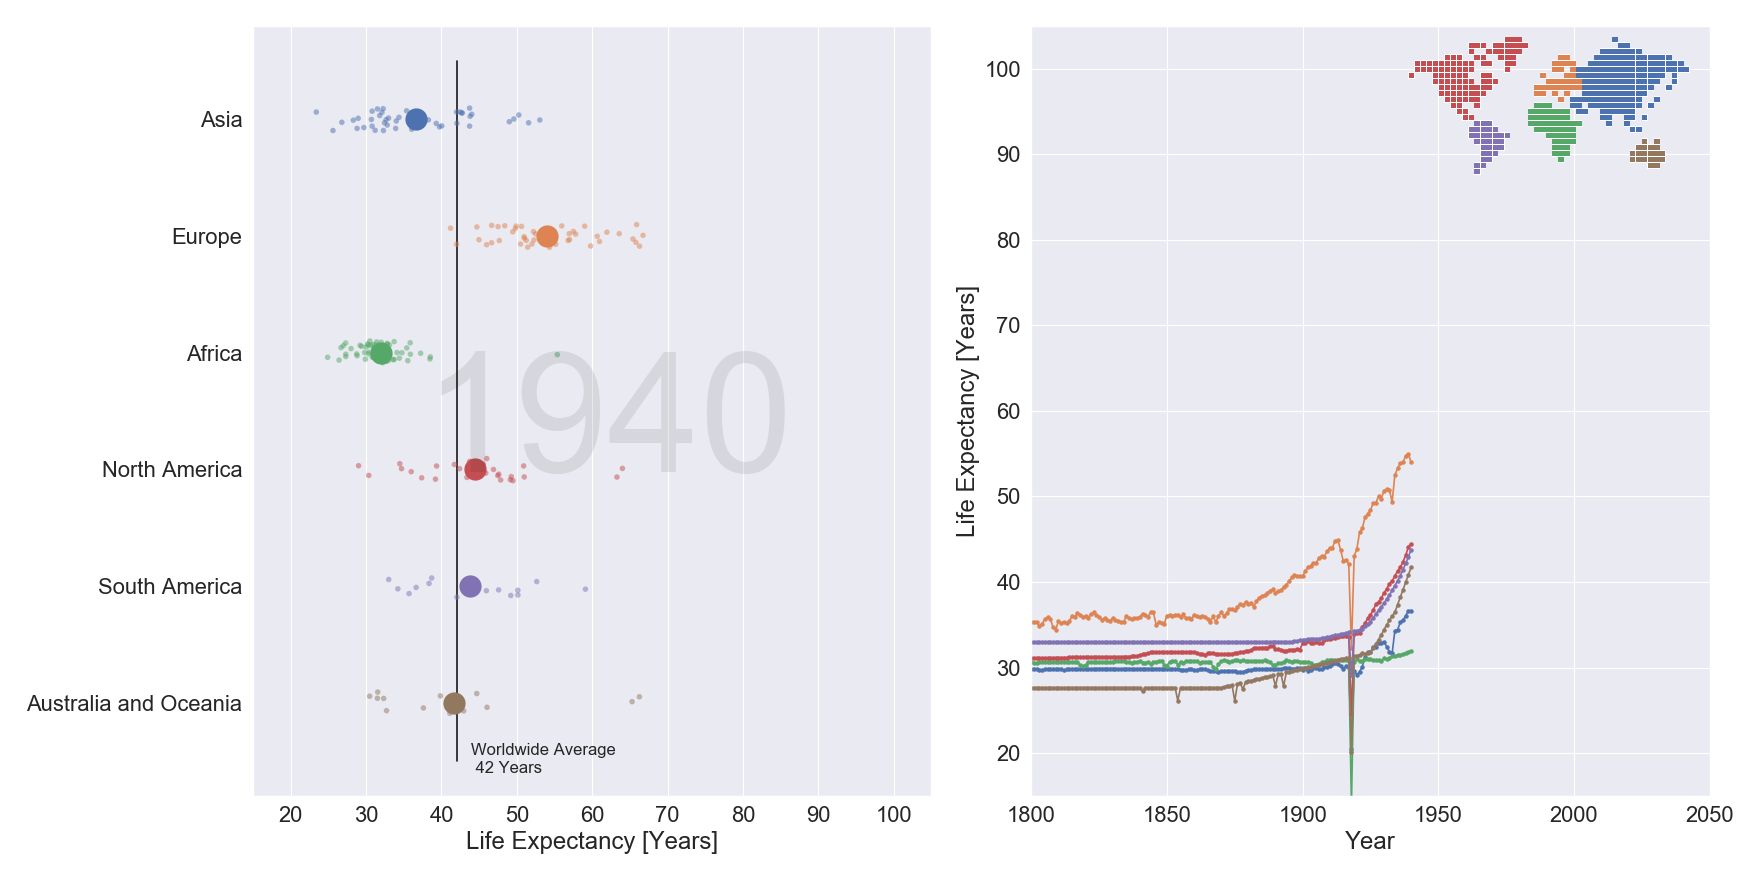 Asia
Europe
Africa
North America
South America
Australia and Oceania
1940
Worldwide Average
42 Years
20 30 40 50 60 70 80 90 100
Life Expectancy [Years]
100
90
80
70
60
50
40
30
20
Life Expectancy [Years]
1800 1850 1900 1950 2000 2050
Year